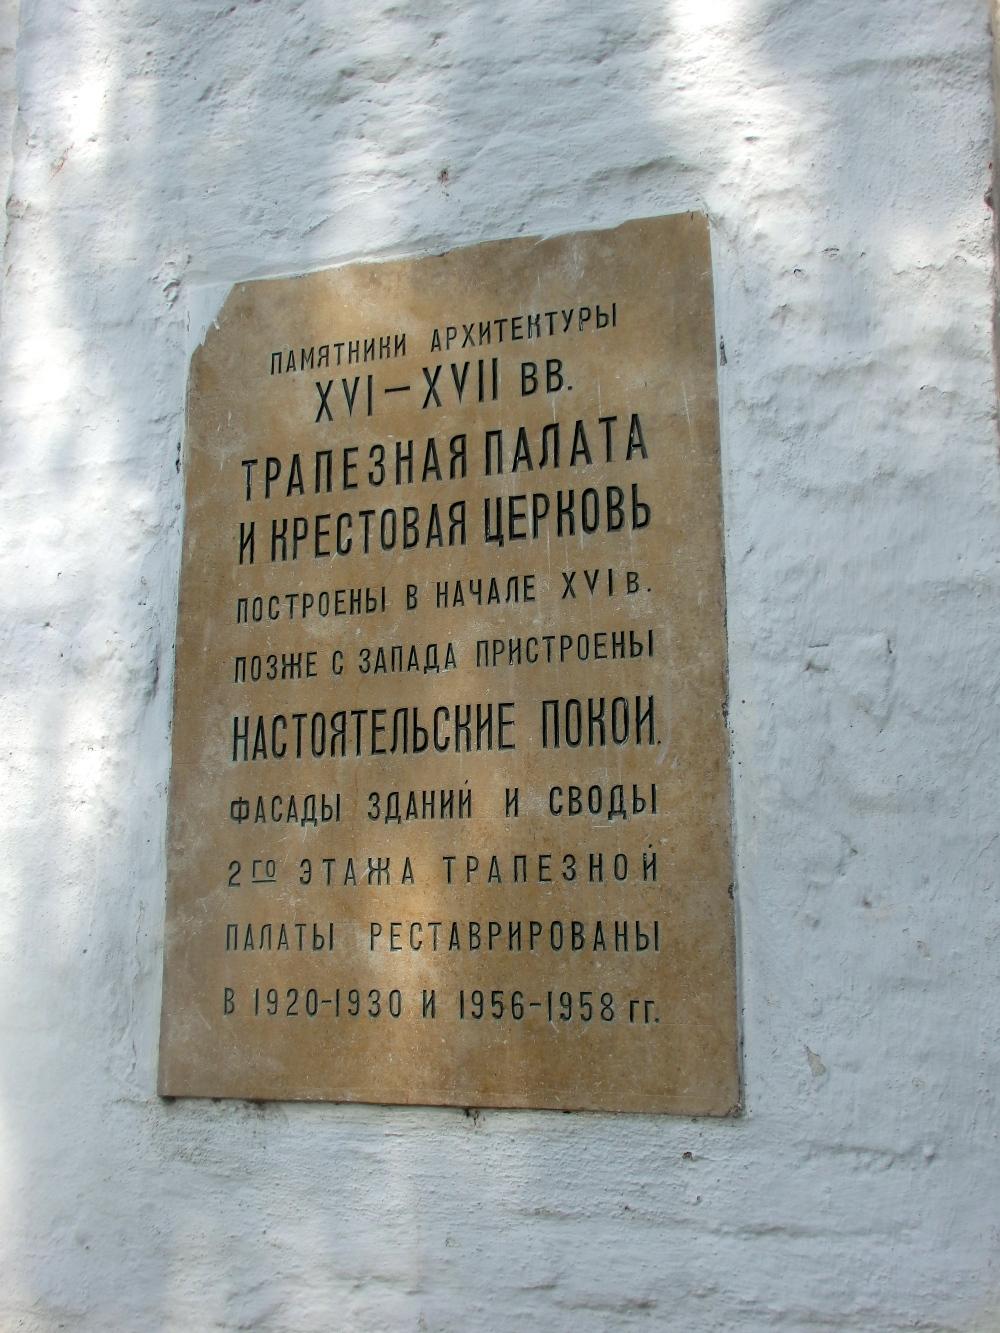 ПАМЯТНИКИ АРХИТЕКТУРЫ
XVI – XVII ВВ.
ТРАПЕЗНАЯ ПАЛАТА
И КРЕСТОВАЯ ЦЕРКОВЬ
ПОСТРОЕНЫ В НАЧАЛЕ XVI В.
ПОЗЖЕ С ЗАПАДА ПРИСТРОЕНЫ
НАСТОЯТЕЛЬСКИЕ ПОКОИ.
ФАСАДЫ ЗДАНИЙ И СВОДЫ
2ГО ЭТАЖА ТРАПЕЗНОЙ
ПАЛАТЫ РЕСТАВРИРОВАНЫ
В 1920-1930 И 1956-1958 ГГ.